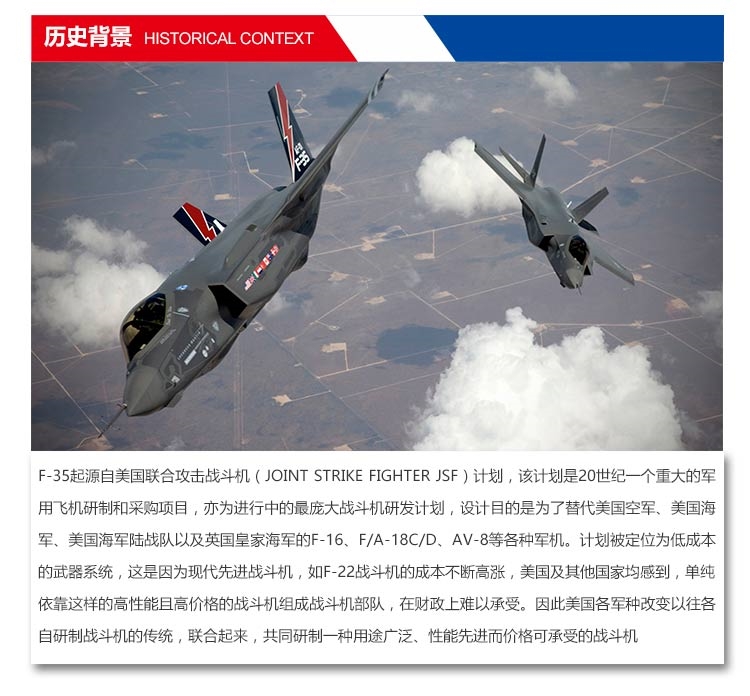 历史背景 HISTORICAL CONTEXT
AF-01
F-35
F-35起源自美国联合攻击战斗机（JOINT STRIKE FIGHTER JSF）计划，该计划是20世纪一个重大的军
用飞机研制和采购项目，亦为进行中的最庞大战斗机研发计划，设计目的是为了替代美国空军、美国海
军、美国海军陆战队以及英国皇家海军的F-16、F/A-18C/D、AV-8等各种军机。计划被定位为低成本
的武器系统，这是因为现代先进战斗机，如F-22战斗机的成本不断高涨，美国及其他国家均感到，单纯
依靠这样的高性能且高价格的战斗机组成战斗机部队，在财政上难以承受。因此美国各军种改变以往各
自研制战斗机的传统，联合起来，共同研制一种用途广泛、性能先进而价格可承受的战斗机